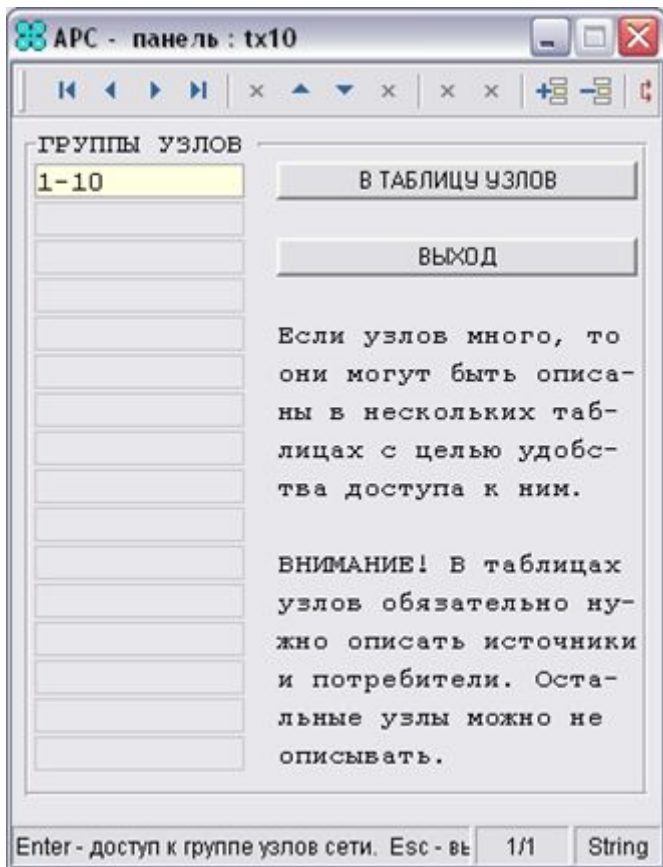 АРС - панель : tx10
ГРУППЫ УЗЛОВ
1-10
В ТАБЛИЦУ УЗЛОВ
ВЫХОД
Если узлов много, то
они могут быть описа-
ны в нескольких таб-
лицах с целью удобс-
тва доступа к ним.
ВНИМАНИЕ! В таблицах
узлов обязательно ну-
жно описать источники
и потребители. Оста-
льные узлы можно не
описывать.
Enter - доступ к группе узлов сети. Esc - вы
1/1
String